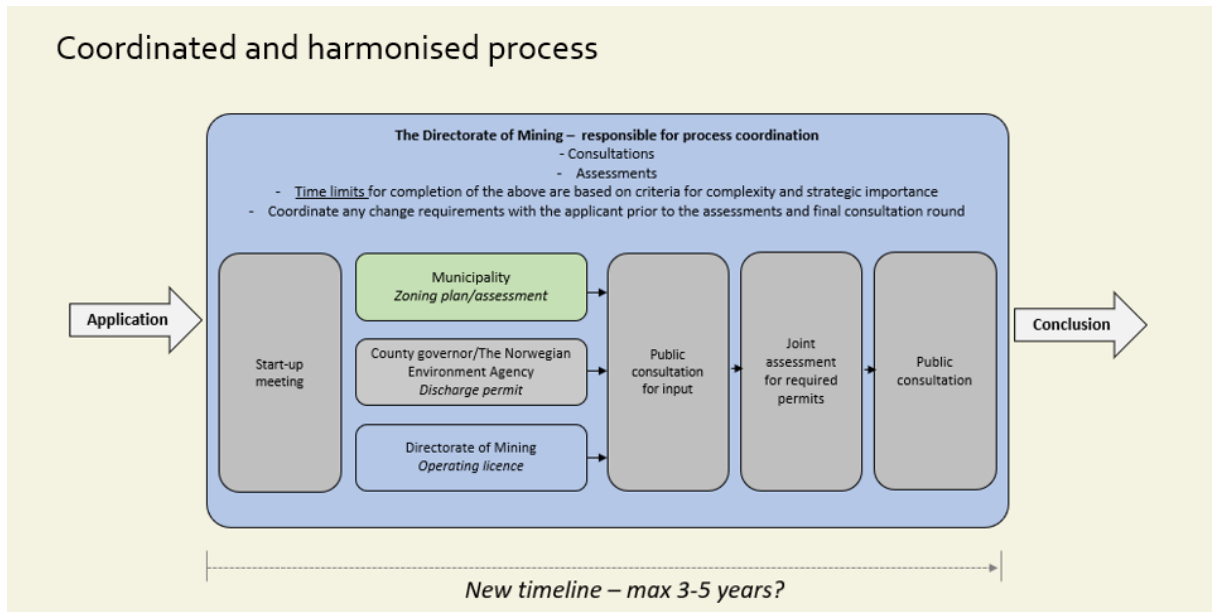 Coordinated and harmonised process
The Directorate of Mining – responsible for process coordination
- Consultations
- Assessments
- Time limits for completion of the above are based on criteria for complexity and strategic importance
- Coordinate any change requirements with the applicant prior to the assessments and final consultation round
Application
Start-up
meeting
Municipality
Zoning plan/assessment
County governor/The Norwegian
Environment Agency
Discharge permit
Directorate of Mining
Operating licence
Public
consultation
for input
Joint
assessment
for required
permits
Public
consultation
Conclusion
New timeline – max 3-5 years?